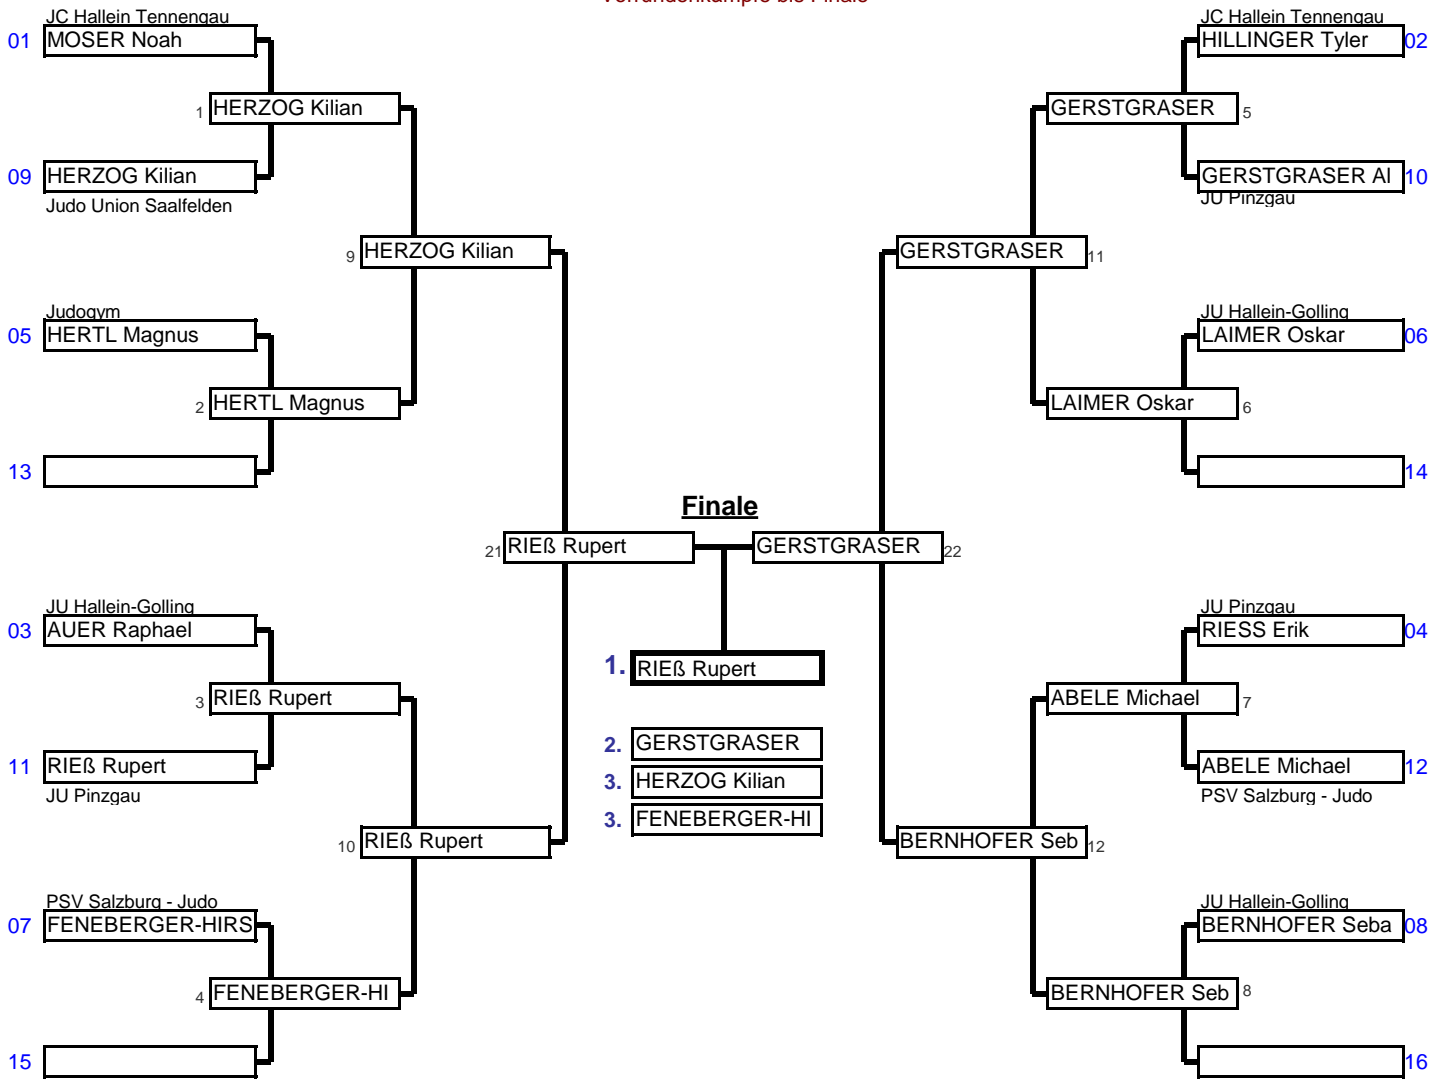 Vorrundenkämpfe bis Finale
JC Hallein Tennengau
01 MOSER Noah
1 HERZOG Kilian
09 HERZOG Kilian
Judo Union Saalfelden
9 HERZOG Kilian
Judogym
05 HERTL Magnus
2 HERTL Magnus
13
21 RIEß Rupert
JU Hallein-Golling
03 AUER Raphael
3 RIEß Rupert
11 RIEß Rupert
JU Pinzgau
10 RIEß Rupert
PSV Salzburg - Judo
07 FENEBERGER-HIRS
4 FENEBERGER-HI
15
Finale
1. RIEß Rupert
2. GERSTGRASER
3. HERZOG Kilian
3. FENEBERGER-HI
JC Hallein Tennengau
HILLINGER Tyler 02
GERSTGRASER 5
GERSTGRASER Al 10
JU Pinzgau
GERSTGRASER 11
JU Hallein-Golling
LAIMER Oskar 06
LAIMER Oskar 6
14
GERSTGRASER 22
JU Pinzgau
RIESS Erik 04
ABELE Michael 7
ABELE Michael 12
PSV Salzburg - Judo
BERNHOFER Seb 12
JU Hallein-Golling
BERNHOFER Seba 08
BERNHOFER Seb 8
16